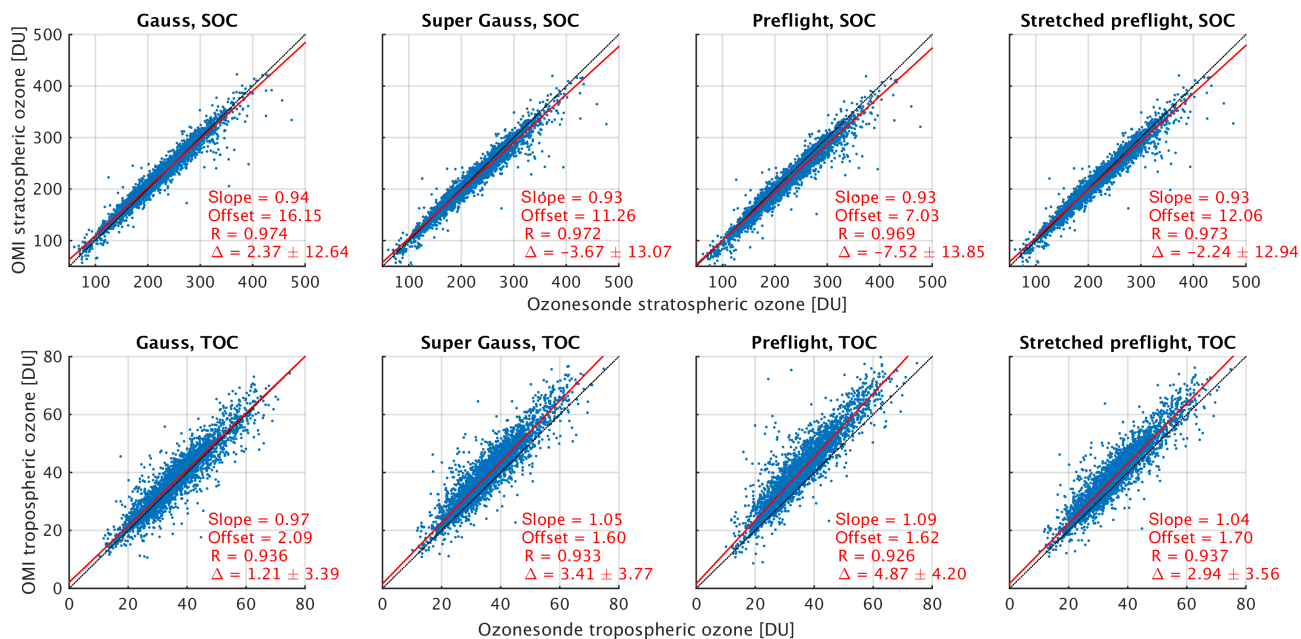 Gauss, SOC
Super Gauss, SOC
Preflight, SOC
Stretched preflight, SOC
OMI stratospheric ozone [DU]
500
400
300
200
100
Slope = 0.94
Offset = 16.15
R = 0.974
Δ = 2.37 ± 12.64
Slope = 0.93
Offset = 11.26
R = 0.972
Δ = −3.67 ± 13.07
Slope = 0.93
Offset = 7.03
R = 0.969
Δ = −7.52 ± 13.85
Slope = 0.93
Offset = 12.06
R = 0.973
Δ = −2.24 ± 12.94
100 200 300 400 500
100 200 300 400 500
100 200 300 400 500
100 200 300 400 500
Ozonesonde stratospheric ozone [DU]
Gauss, TOC
Super Gauss, TOC
Preflight, TOC
Stretched preflight, TOC
OMI tropospheric ozone [DU]
80
60
40
20
0
Slope = 0.97
Offset = 2.09
R = 0.936
Δ = 1.21 ± 3.39
Slope = 1.05
Offset = 1.60
R = 0.933
Δ = 3.41 ± 3.77
Slope = 1.09
Offset = 1.62
R = 0.926
Δ = 4.87 ± 4.20
Slope = 1.04
Offset = 1.70
R = 0.937
Δ = 2.94 ± 3.56
0 20 40 60 80
0 20 40 60 80
0 20 40 60 80
0 20 40 60 80
Ozonesonde tropospheric ozone [DU]